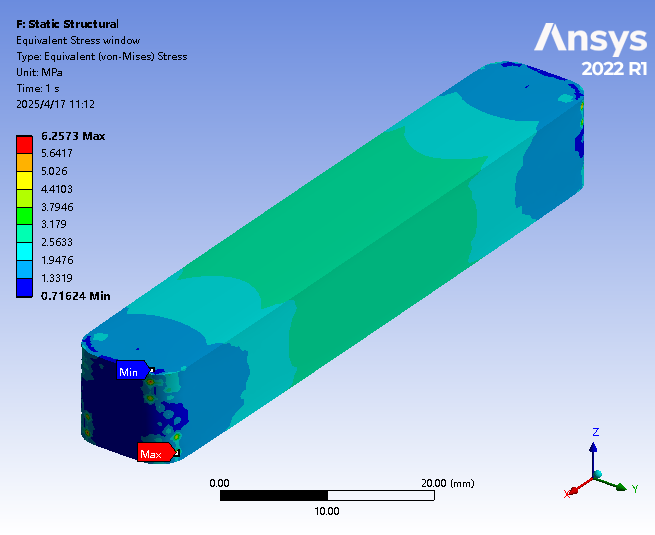 F: Static Structural
Equivalent Stress window
Type: Equivalent (von-Mises) Stress
Unit: MPa
Time: 1 s
2025/4/17 11:12
Ansys
2022 R1
6.2573 Max
5.6417
5.026
4.4103
3.7946
3.179
2.5633
1.9476
1.3319
0.71624 Min
Min
Max
0.00
20.00 (mm)
10.00
Z
X
Y